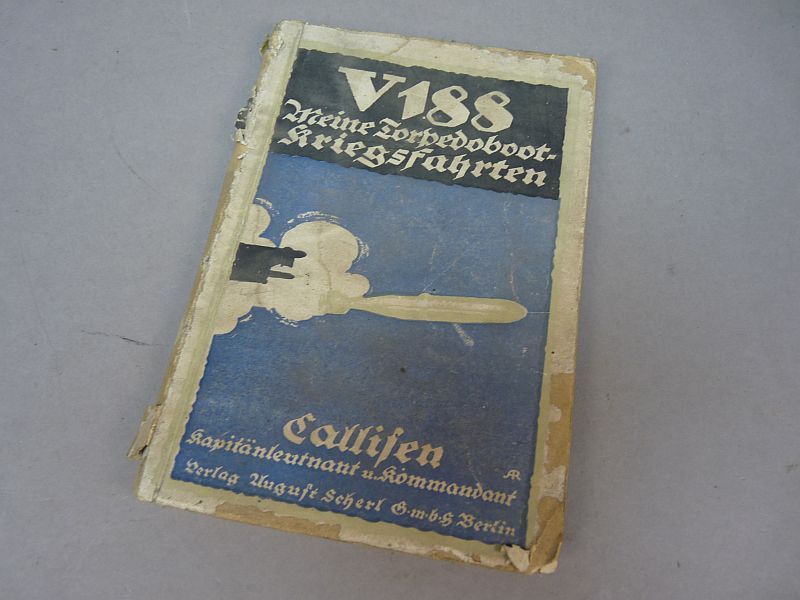 V188
Meine Torpedoboot-
Kriegsfahrten
Callisen
Kapitänleutnant u. Kommandant
Verlag August Scherl G·m·b·H Berlin